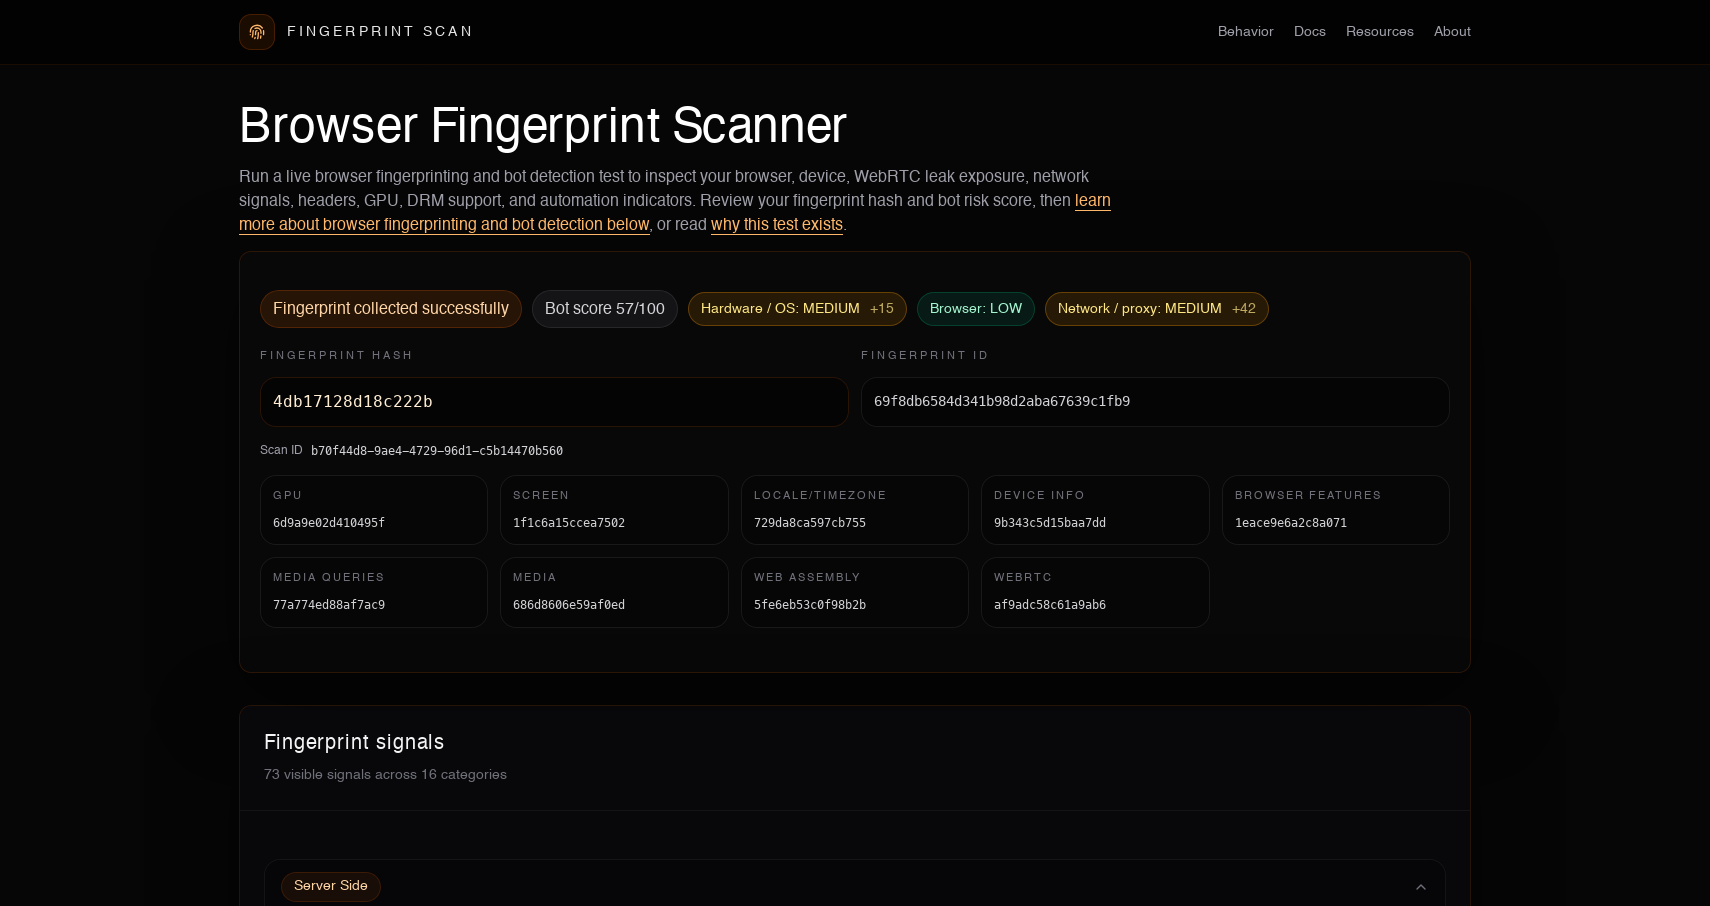 FINGERPRINT SCAN
Behavior Docs Resources About
Browser Fingerprint Scanner
Run a live browser fingerprinting and bot detection test to inspect your browser, device, WebRTC leak exposure, network
signals, headers, GPU, DRM support, and automation indicators. Review your fingerprint hash and bot risk score, then learn
more about browser fingerprinting and bot detection below, or read why this test exists.
Fingerprint collected successfully Bot score 57/100 Hardware / OS: MEDIUM +15 Browser: LOW Network / proxy: MEDIUM +42
FINGERPRINT HASH FINGERPRINT ID
4db17128d18c222b 69f8db6584d341b98d2aba67639c1fb9
Scan ID b70f44d8-9ae4-4729-96d1-c5b14470b560
GPU SCREEN LOCALE/TIMEZONE DEVICE INFO BROWSER FEATURES
6d9a9e02d410495f 1f1c6a15ccea7502 729da8ca597cb755 9b343c5d15baa7dd 1eace9e6a2c8a071
MEDIA QUERIES MEDIA WEB ASSEMBLY WEBRTC
77a774ed88af7ac9 686d8606e59af0ed 5fe6eb53c0f98b2b af9adc58c61a9ab6
Fingerprint signals
73 visible signals across 16 categories
Server Side